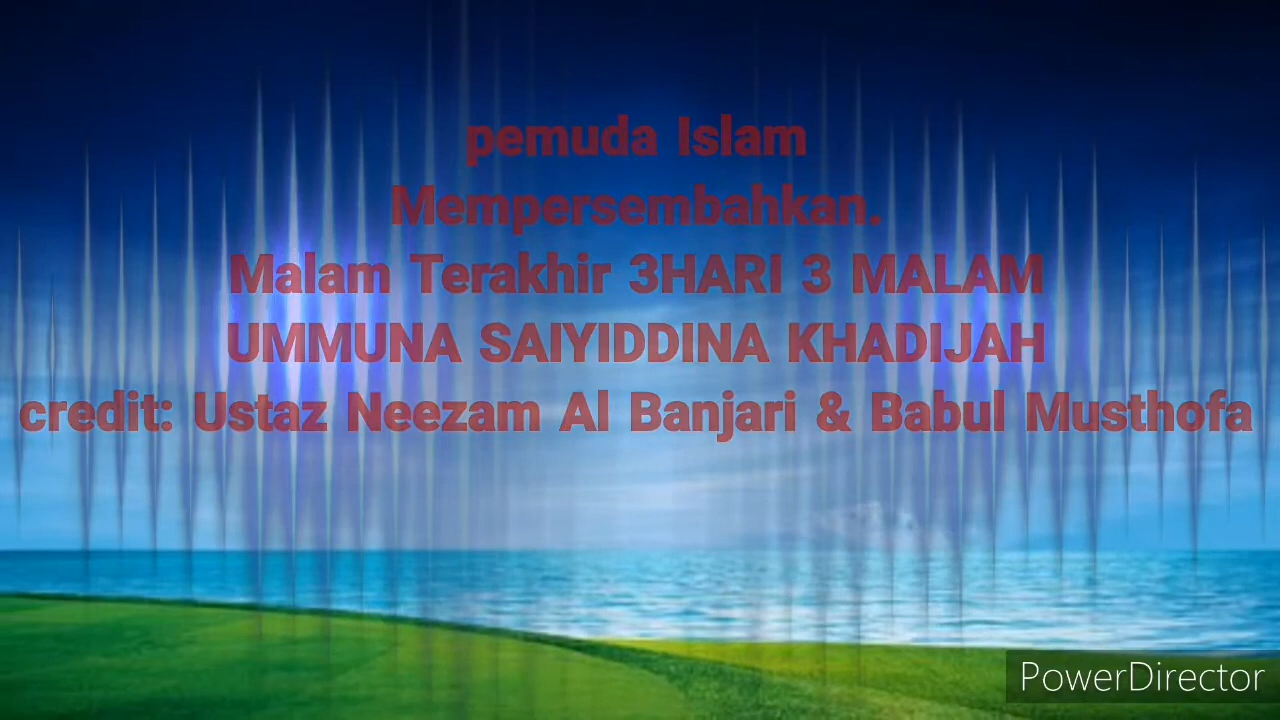 pemuda Islam
Mempersembahkan.
Malam Terakhir 3HARI 3 MALAM
UMMUNA SAIYIDDINA KHADIJAH
credit: Ustaz Neezam Al Banjari & Babul Musthofa
PowerDirector